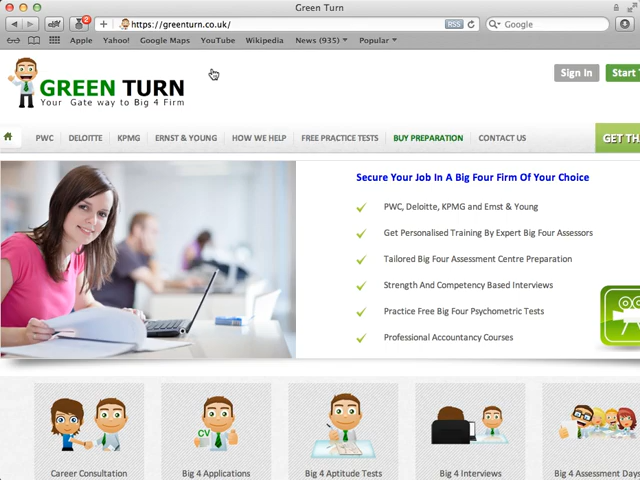 Green Turn
https://greenturn.co.uk/
RSS
Google
2
Apple Yahoo! Google Maps YouTube Wikipedia News (935) Popular
GREEN TURN
Your Gate way to Big 4 Firm
Sign In
Start T
PWC DELOITTE KPMG ERNST & YOUNG HOW WE HELP FREE PRACTICE TESTS BUY PREPARATION CONTACT US
GET TH
Secure Your Job In A Big Four Firm Of Your Choice
PWC, Deloitte, KPMG and Ernst & Young
Get Personalised Training By Expert Big Four Assessors
Tailored Big Four Assessment Centre Preparation
Strength And Competency Based Interviews
Practice Free Big Four Psychometric Tests
Professional Accountancy Courses
CV
Career Consultation
Big 4 Applications
Big 4 Aptitude Tests
Big 4 Interviews
Big 4 Assessment Days